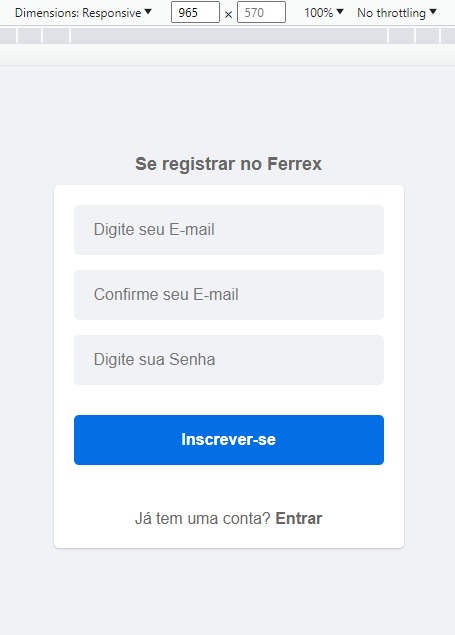 Dimensions: Responsive 965 x 570 100% No throttling
Se registrar no Ferrex
Digite seu E-mail
Confirme seu E-mail
Digite sua Senha
Inscrever-se
Já tem uma conta? Entrar